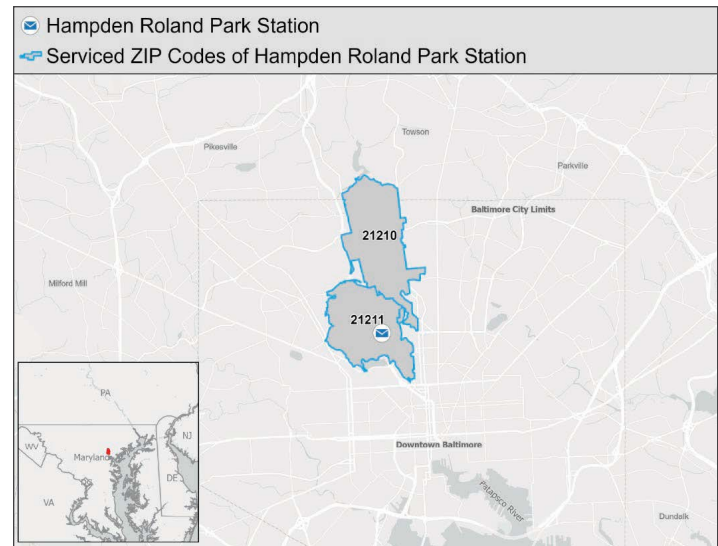 Hampden Roland Park Station
Serviced ZIP Codes of Hampden Roland Park Station
Towson
Pikesville
Parkville
Baltimore City Limits
21210
Milford Mill
21211
PA
Downtown Baltimore
NJ
WV
Maryland
DE
Patapsco River
VA
Dundalk